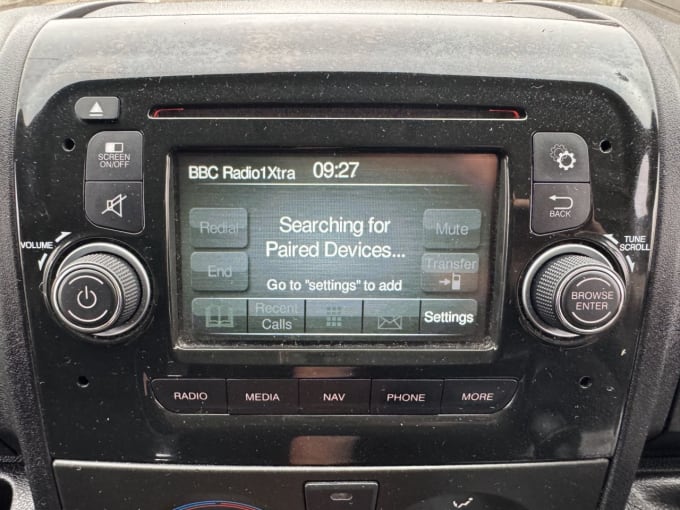 SCREEN
ON/OFF
BBC Radio1Xtra 09:27
Redial
Searching for
Paired Devices...
Mute
BACK
VOLUME
TUNE
SCROLL
End
Transfer
Go to "settings" to add
BROWSE
ENTER
Recent
Calls
Settings
RADIO MEDIA NAV PHONE MORE